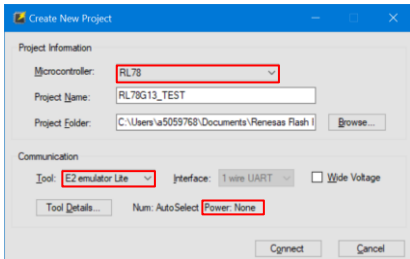 Create New Project
Project Information
Microcontroller: RL78
Project Name: RL78G13_TEST
Project Folder: C:\Users\a5059768\Documents\Renesas Flash I Browse...
Communication
Tool: E2 emulator Lite Interface: 1 wire UART Wide Voltage
Tool Details... Num: AutoSelect Power: None
Connect Cancel